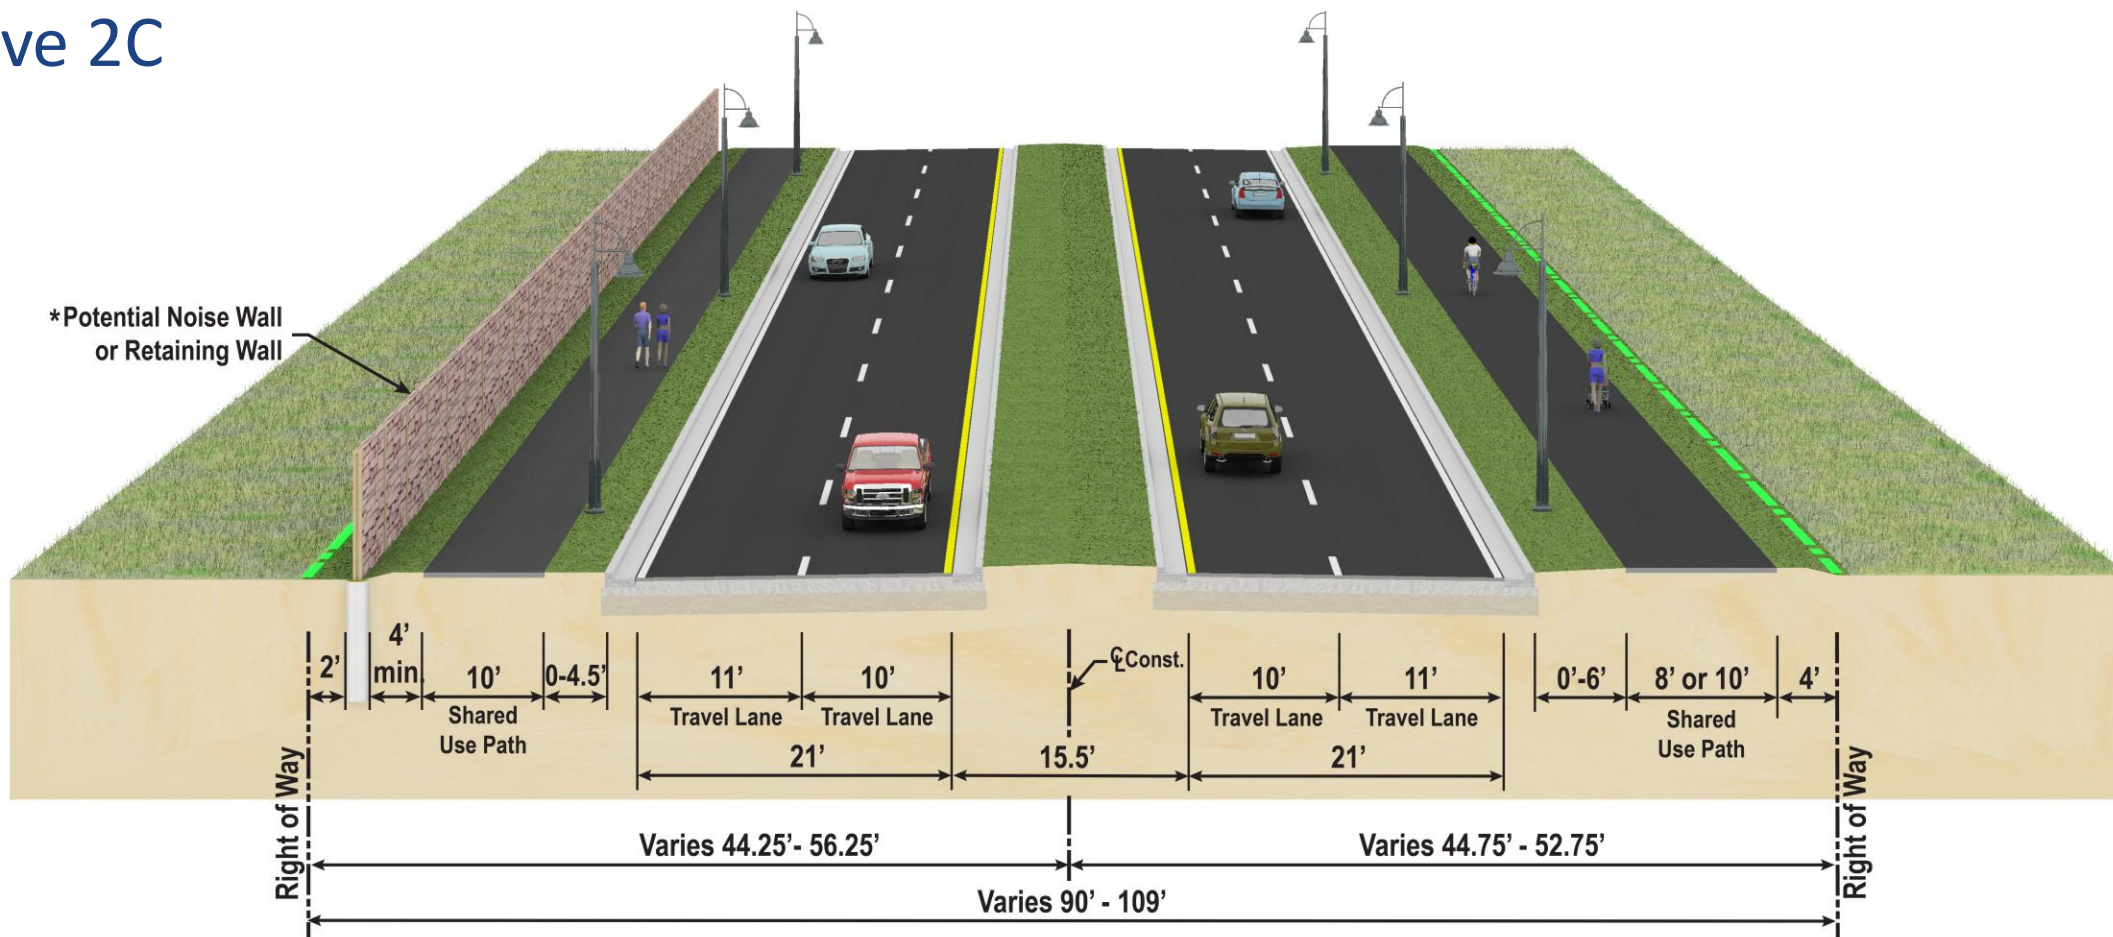 ve 2C
*Potential Noise Wall
or Retaining Wall
2’
4’
min.
10’
Shared
Use Path
0-4.5’
11’
Travel Lane
10’
Travel Lane
21’
15.5’
℄ Const.
10’
Travel Lane
11’
Travel Lane
21’
0’-6’
8’ or 10’
Shared
Use Path
4’
Right of Way
Right of Way
Varies 44.25’- 56.25’
Varies 44.75’ - 52.75’
Varies 90’ - 109’